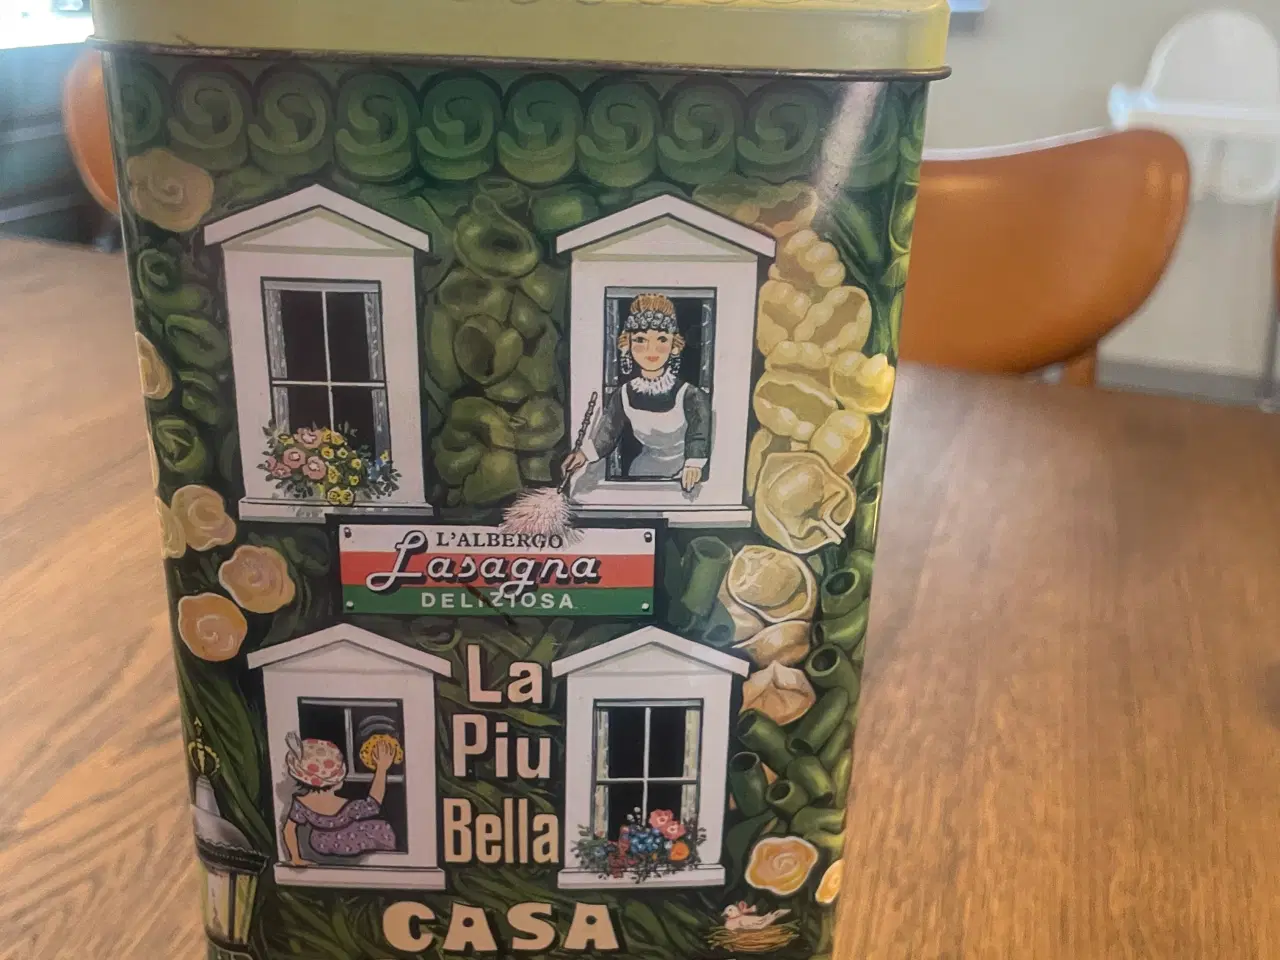 L'ALBERGO
Lasagna
DELIZIOSA
La
Piu
Bella
CASA